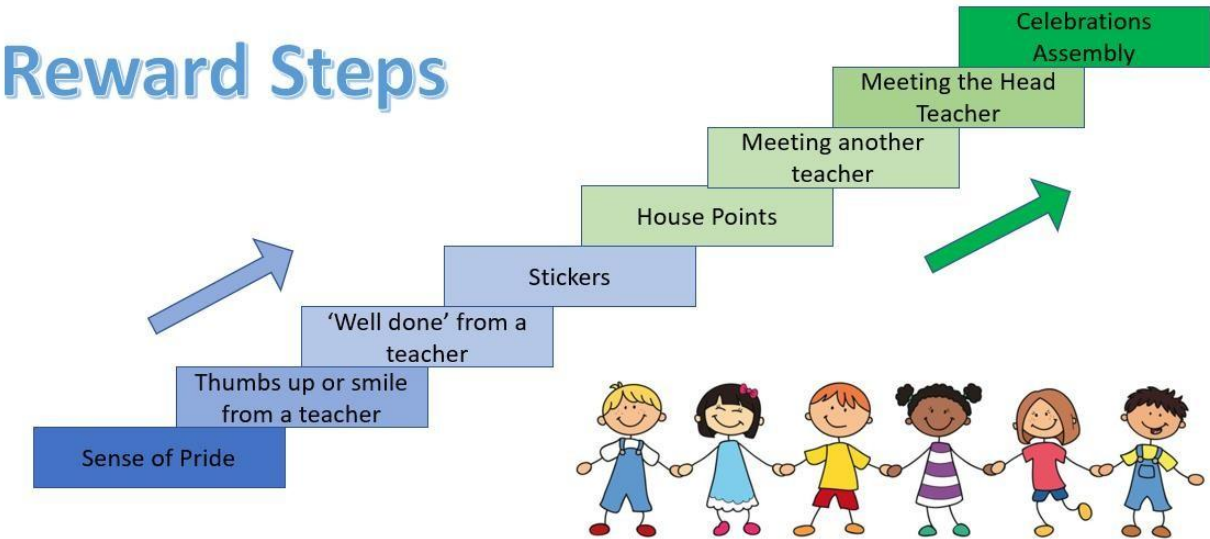 Reward Steps
Celebrations
Assembly
Meeting the Head
Teacher
Meeting another
teacher
House Points
Stickers
‘Well done’ from a
teacher
Thumbs up or smile
from a teacher
Sense of Pride